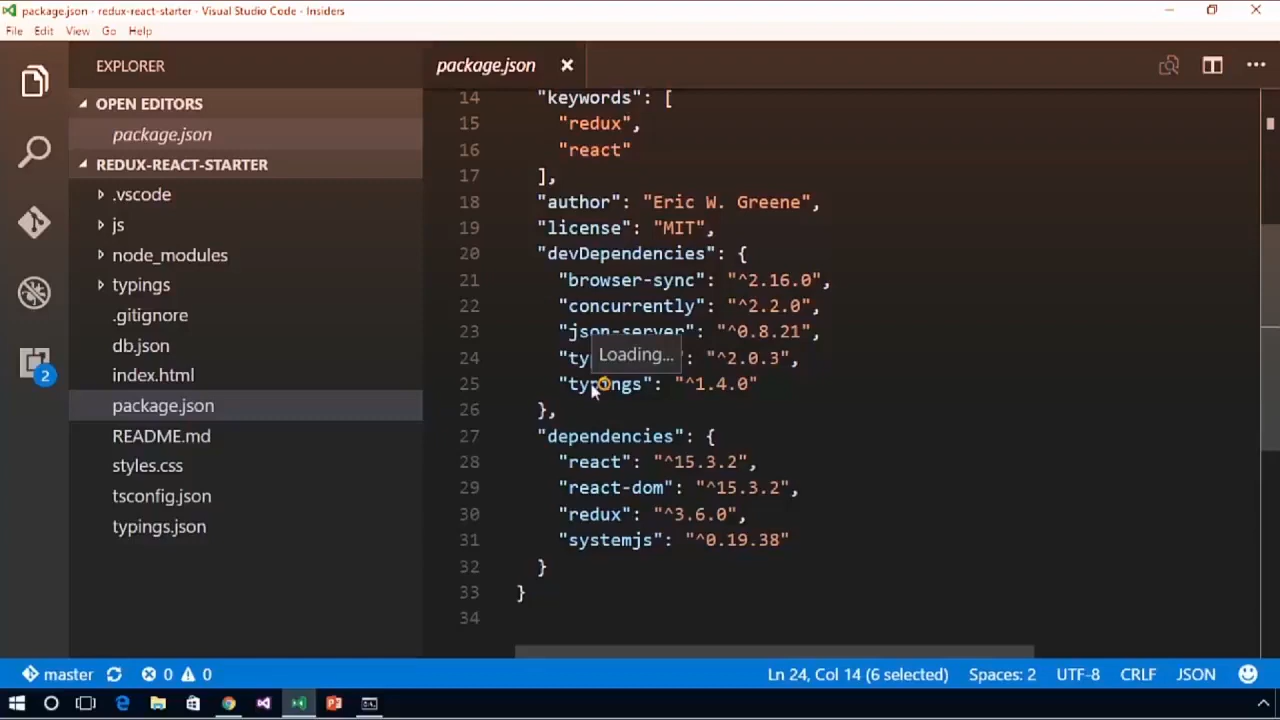 package.json - redux-react-starter - Visual Studio Code - Insiders
File Edit View Go Help
EXPLORER
OPEN EDITORS
package.json
REDUX-REACT-STARTER
.vscode
js
node_modules
typings
.gitignore
db.json
index.html
package.json
README.md
styles.css
tsconfig.json
typings.json
2
package.json
14 "keywords": [
15 "redux",
16 "react"
17 ],
18 "author": "Eric W. Greene",
19 "license": "MIT",
20 "devDependencies": {
21 "browser-sync": "^2.16.0",
22 "concurrently": "^2.2.0",
23 "json-server": "^0.8.21",
24 "ty ": "^2.0.3",
Loading...
25 "typings": "^1.4.0"
26 },
27 "dependencies": {
28 "react": "^15.3.2",
29 "react-dom": "^15.3.2",
30 "redux": "^3.6.0",
31 "systemjs": "^0.19.38"
32 }
33 }
34
master 0 0 Ln 24, Col 14 (6 selected) Spaces: 2 UTF-8 CRLF JSON